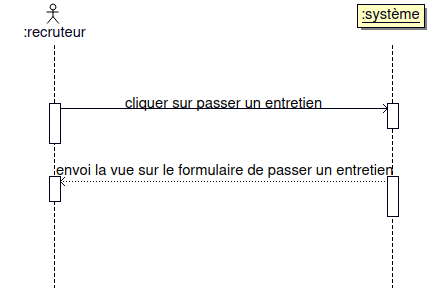 :recruteur
:système
cliquer sur passer un entretien
envoi la vue sur le formulaire de passer un entretien